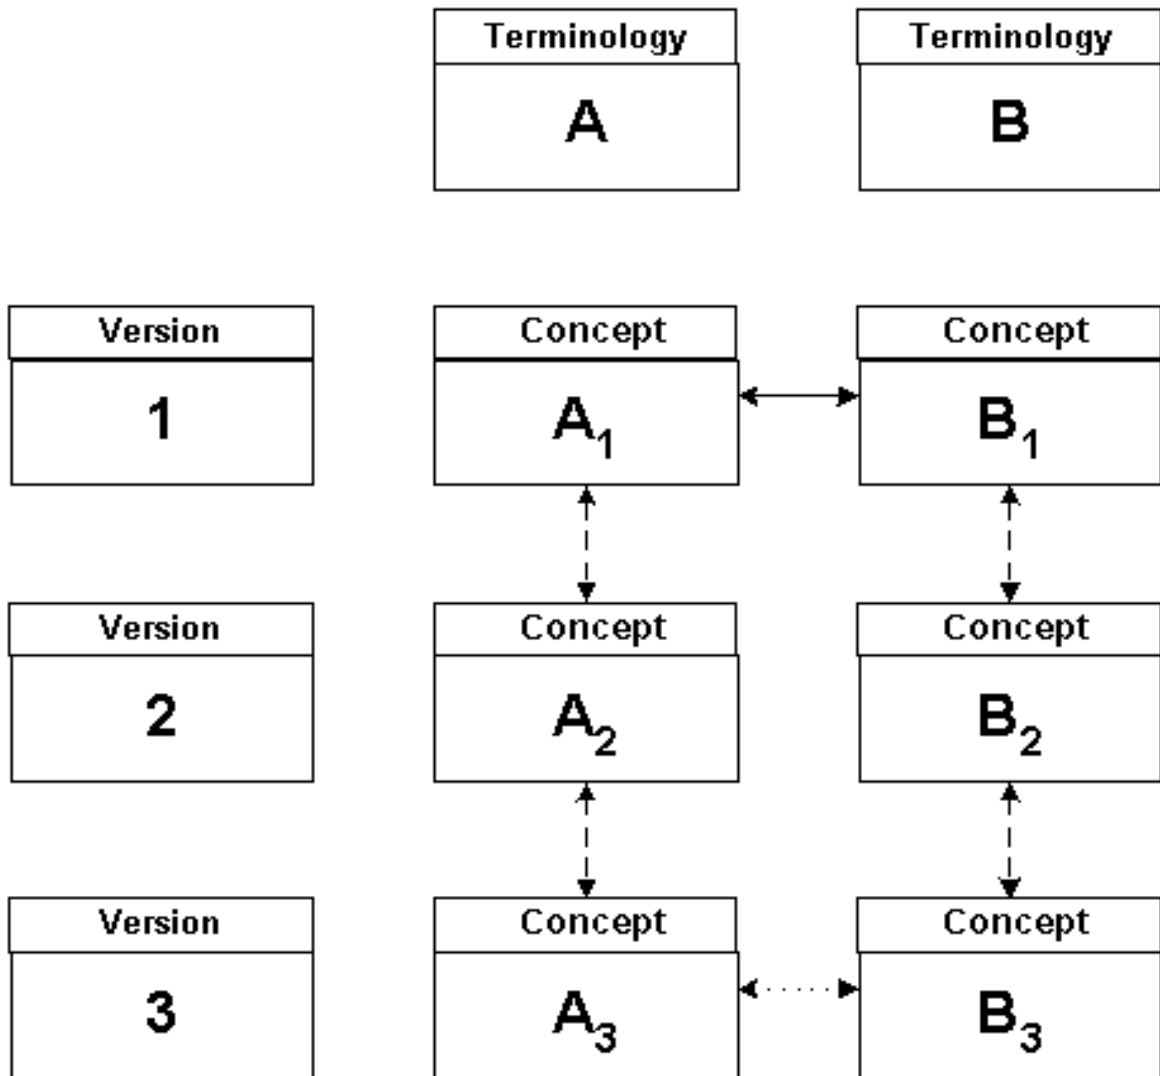 Terminology Terminology
A B
Version Concept Concept
1 A₁ B₁
Version Concept Concept
2 A₂ B₂
Version Concept Concept
3 A₃ B₃